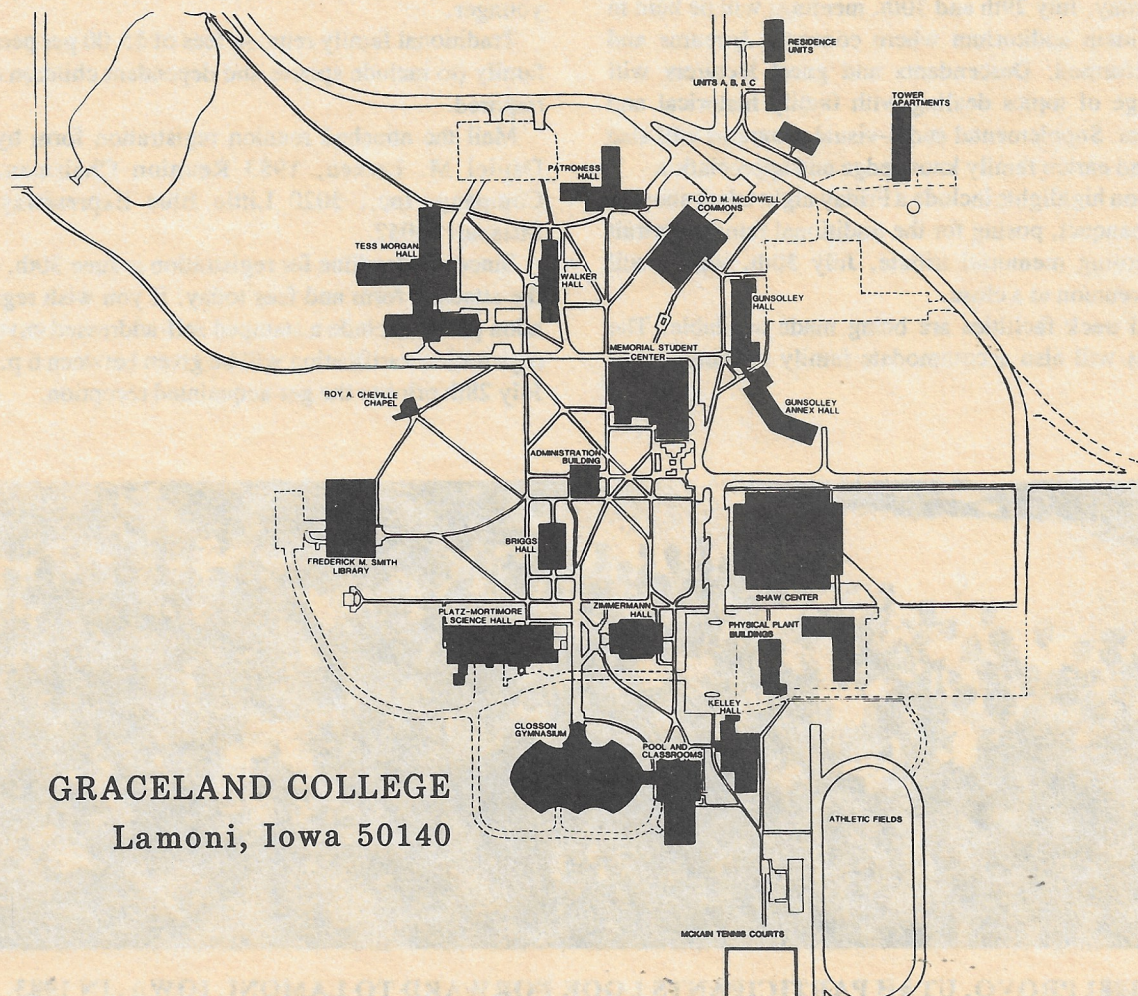 RESIDENCE
UNITS
UNITS A, B, & C
TOWER
APARTMENTS
PATRONESS
HALL
FLOYD M. McDOWELL
COMMONS
TESS MORGAN
HALL
WALKER
HALL
GUNSOLLEY
HALL
MEMORIAL STUDENT
CENTER
ROY A. CHEVILLE
CHAPEL
GUNSOLLEY
ANNEX HALL
ADMINISTRATION
BUILDING
BRIGGS
HALL
FREDERICK M. SMITH
LIBRARY
SHAW CENTER
PLATZ-MORTIMORE
SCIENCE HALL
ZIMMERMANN
HALL
PHYSICAL PLANT
BUILDINGS
KELLEY
HALL
CLOSSON
GYMNASIUM
POOL AND
CLASSROOMS
GRACELAND COLLEGE
Lamoni, Iowa 50140
ATHLETIC FIELDS
MCKAIN TENNIS COURTS